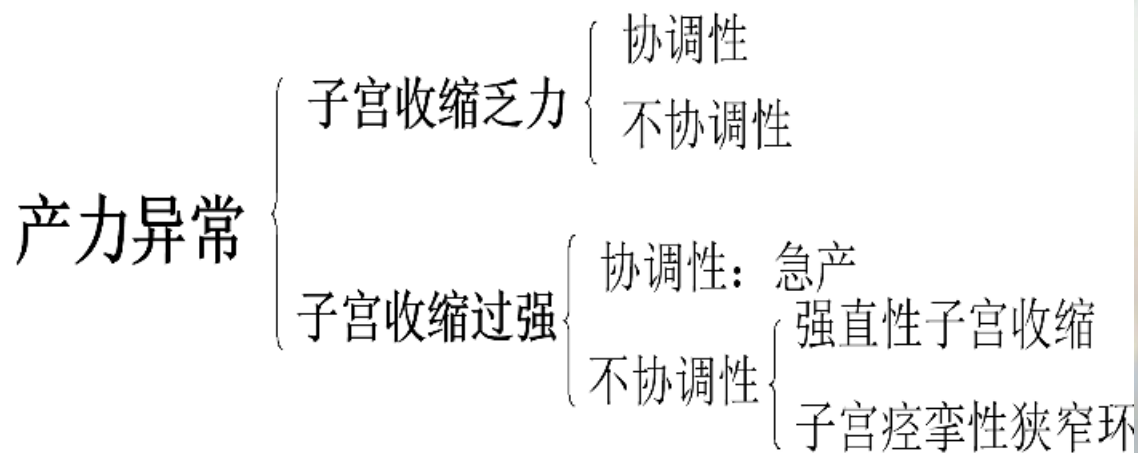 协调性
子宫收缩乏力
不协调性
产力异常
协调性：急产
子宫收缩过强
强直性子宫收缩
不协调性
子宫痉挛性狭窄环